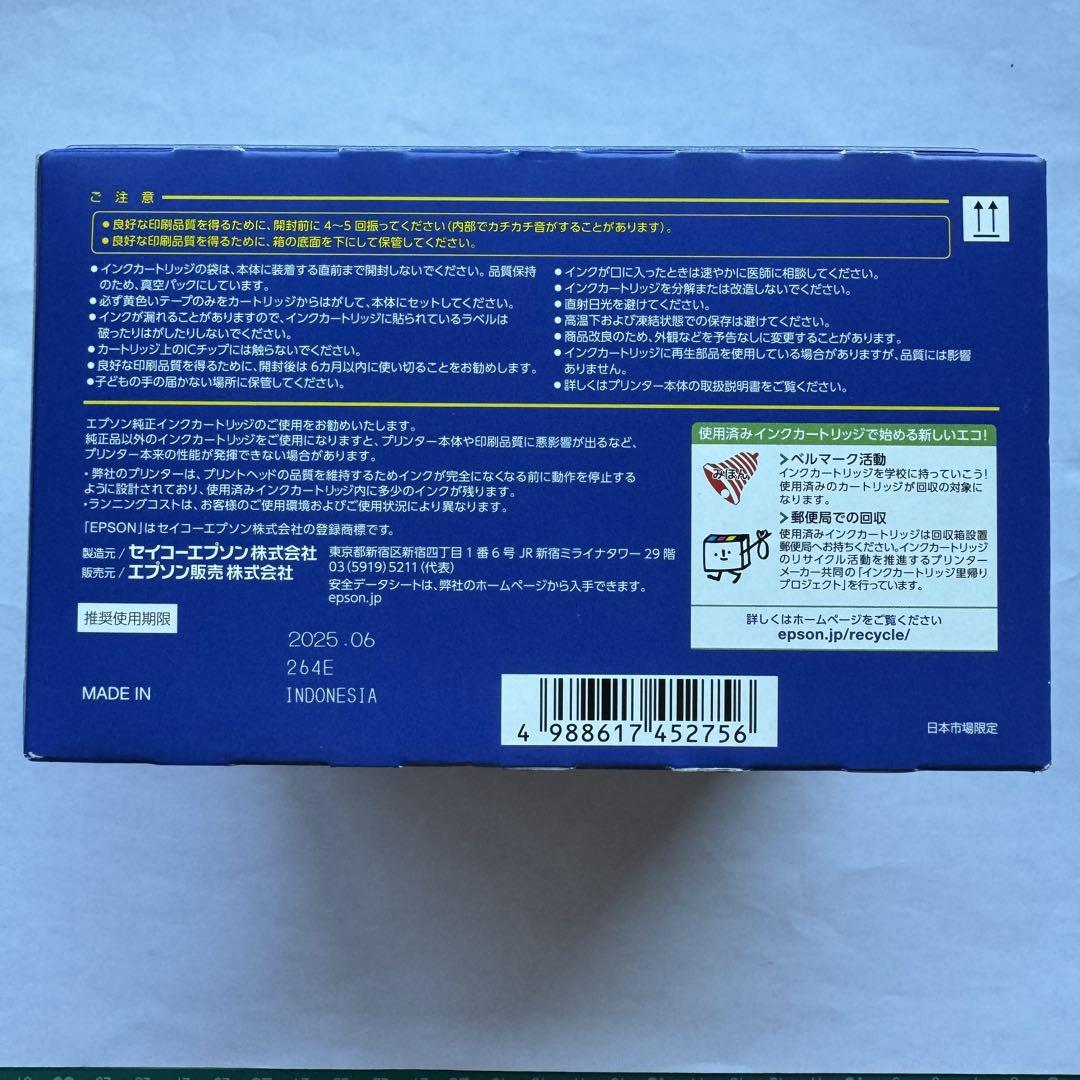 ご注意
●良好な印刷品質を得るために、開封前に4〜5回振ってください(内部でカチカチ音がすることがあります)。
●良好な印刷品質を得るために、箱の底面を下にして保管してください。
●インクカートリッジの袋は、本体に装着する直前まで開封しないでください。品質保持
のため、真空パックにしています。
●必ず黄色いテープのみをカートリッジからはがして、本体にセットしてください。
●インクが漏れることがありますので、インクカートリッジに貼られているラベルは
破ったりはがしたりしないでください。
●カートリッジ上のICチップには触らないでください。
●良好な印刷品質を得るために、開封後は6カ月以内に使い切ることをお勧めします。
●子どもの手の届かない場所に保管してください。
●インクが口に入ったときは速やかに医師に相談してください。
●インクカートリッジを分解または改造しないでください。
●直射日光を避けてください。
●高温下および凍結状態での保存は避けてください。
●商品改良のため、外観などを予告なしに変更することがあります。
●インクカートリッジに再生部品を使用している場合がありますが、品質には影響
ありません。
●詳しくはプリンター本体の取扱説明書をご覧ください。
エプソン純正インクカートリッジのご使用をお勧めいたします。
純正品以外のインクカートリッジをご使用になりますと、プリンター本体や印刷品質に悪影響が出るなど、
プリンター本来の性能が発揮できない場合があります。
・弊社のプリンターは、プリントヘッドの品質を維持するためインクが完全になくなる前に動作を停止する
ように設計されており、使用済みインクカートリッジ内に多少のインクが残ります。
・ランニングコストは、お客様のご使用環境およびご使用状況により異なります。
「EPSON」はセイコーエプソン株式会社の登録商標です。
製造元/セイコーエプソン株式会社
販売元/エプソン販売株式会社
東京都新宿区新宿四丁目1番6号 JR新宿ミライナタワー29階
03(5919)5211(代表)
安全データシートは、弊社のホームページから入手できます。
epson.jp
使用済みインクカートリッジで始める新しいエコ!
みほん
ベルマーク活動
インクカートリッジを学校に持っていこう!
使用済みのカートリッジが回収の対象に
なります。
郵便局での回収
使用済みインクカートリッジは回収箱設置
郵便局へお持ちください。インクカートリッジ
のリサイクル活動を推進するプリンター
メーカー共同の「インクカートリッジ里帰り
プロジェクト」を行っています。
詳しくはホームページをご覧ください
epson.jp/recycle/
推奨使用期限
2025.06
264E
MADE IN INDONESIA
4 988617 452756
日本市場限定